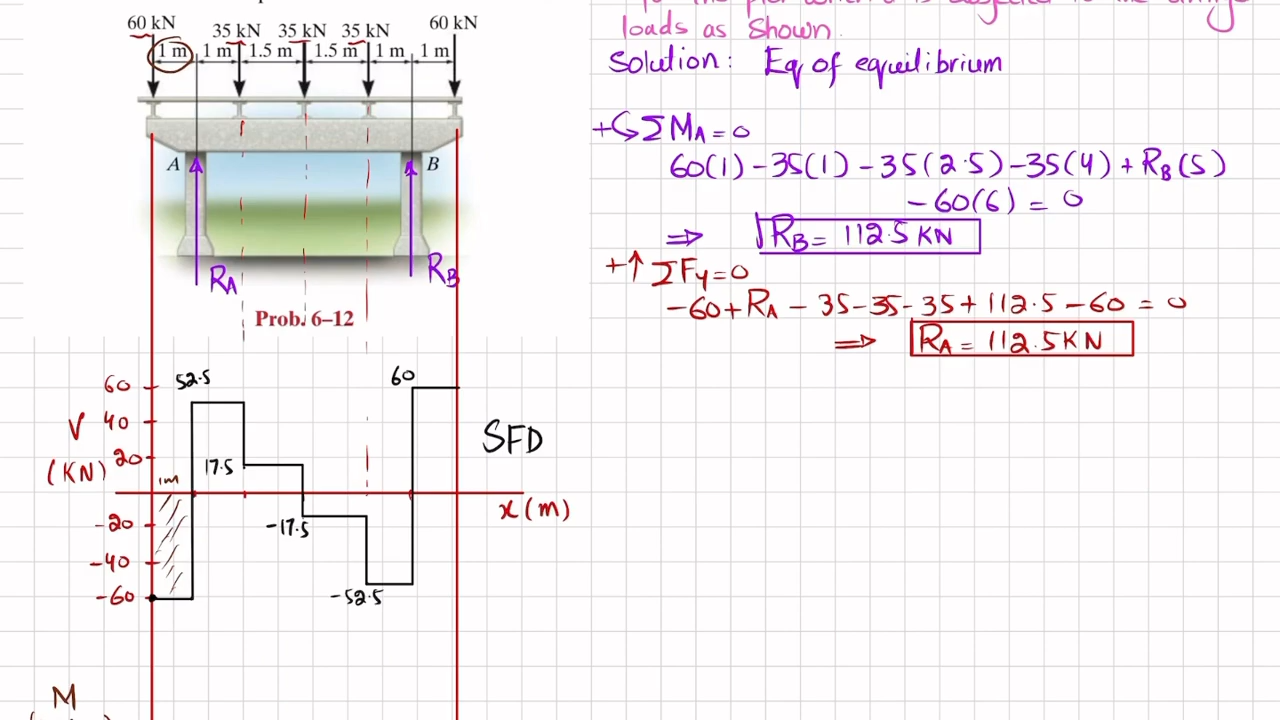 60 kN
60 kN
35 kN 35 kN 35 kN
1 m 1 m 1.5 m 1.5 m 1 m 1 m
A
B
RA
RB
Prob. 6–12
loads as shown.
Solution: Eq of equilibrium
+↺ ΣMA = 0
60(1) - 35(1) - 35(2.5) - 35(4) + RB(5)
- 60(6) = 0
⇒ RB = 112.5 KN
+↑ ΣFy = 0
-60 + RA - 35 - 35 - 35 + 112.5 - 60 = 0
⇒ RA = 112.5 KN
52.5
60
60
V
40
SFD
(KN)
20
17.5
1m
x(m)
-20
-17.5
-40
-60
-52.5
M